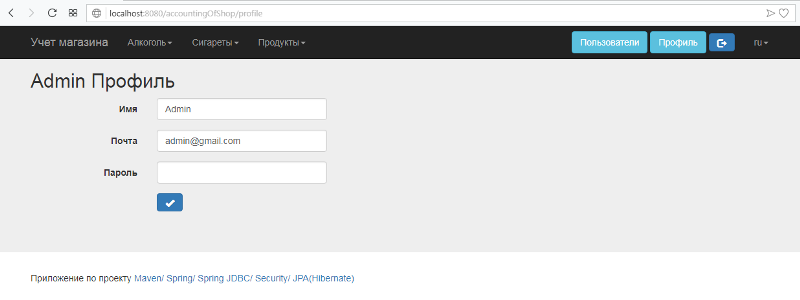 localhost:8080/accountingOfShop/profile
Учет магазина Алкоголь Сигареты Продукты Пользователи Профиль ru
Admin Профиль
Имя Admin
Почта admin@gmail.com
Пароль
Приложение по проекту Maven/ Spring/ Spring JDBC/ Security/ JPA(Hibernate)